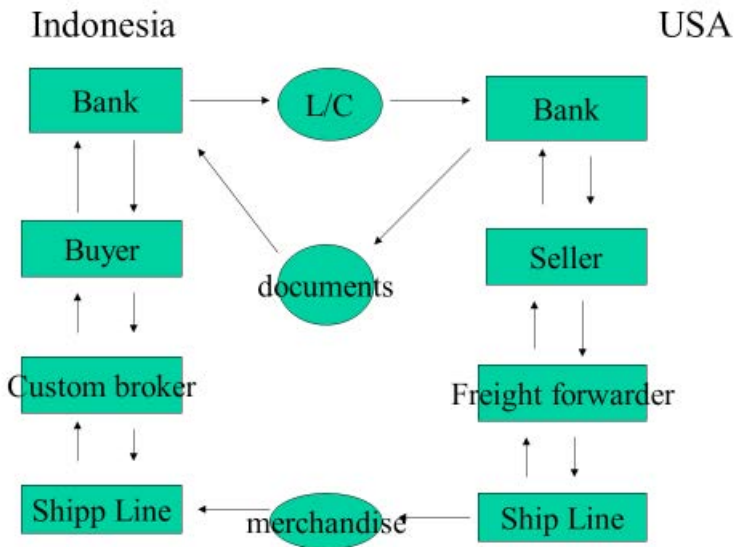 Indonesia
USA
Bank
L/C
Bank
Buyer
documents
Seller
Custom broker
Freight forwarder
Shipp Line
merchandise
Ship Line